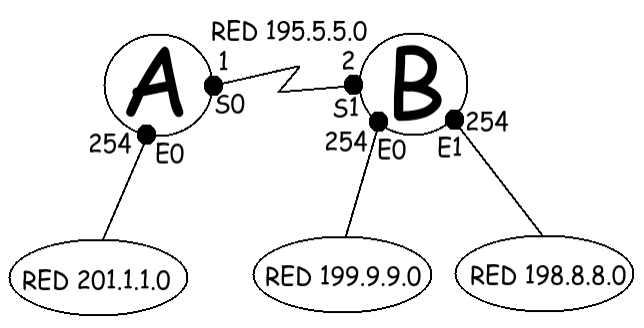 RED 195.5.5.0
A
1
S0
254
E0
2
B
S1
254
E0
E1
254
RED 201.1.1.0
RED 199.9.9.0
RED 198.8.8.0